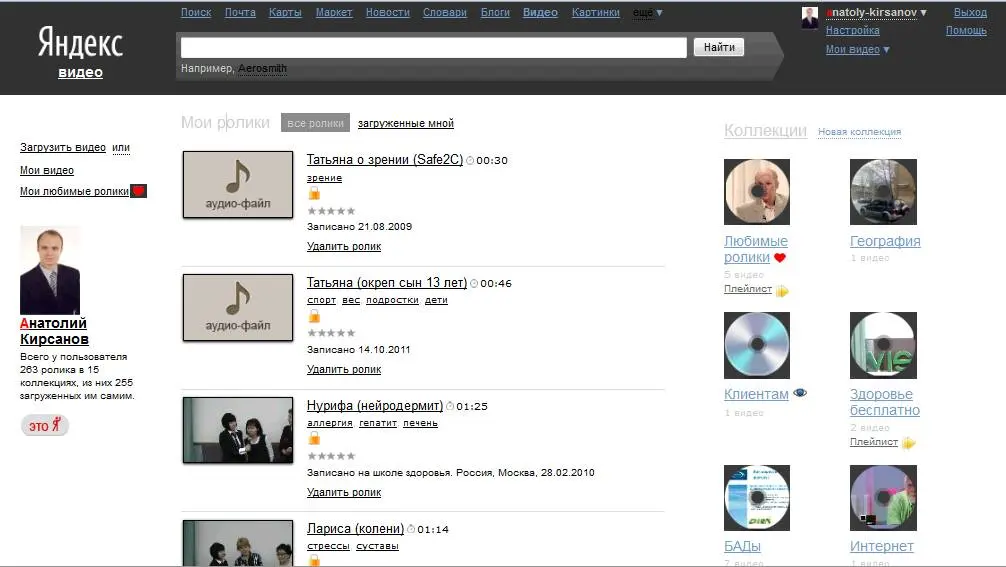 Поиск Почта Карты Маркет Новости Словари Блоги Видео Картинки ещё ▼
anatoly-kirsanov ▼ Выход
Настройка Помощь
Мои видео ▼
Яндекс
видео
Найти
Например, Aerosmith
Мои ролики все ролики загруженные мной
Загрузить видео или
Мои видео
Мои любимые ролики
Анатолий
Кирсанов
Всего у пользователя
263 ролика в 15
коллекциях, из них 255
загруженных им самим.
это Я
аудио-файл
Татьяна о зрении (Safe2C) 00:30
зрение
Записано 21.08.2009
Удалить ролик
аудио-файл
Татьяна (окреп сын 13 лет) 00:46
спорт вес подростки дети
Записано 14.10.2011
Удалить ролик
Нурифа (нейродермит) 01:25
аллергия гепатит печень
Записано на школе здоровья. Россия, Москва, 28.02.2010
Удалить ролик
Лариса (колени) 01:14
стрессы суставы
Коллекции Новая коллекция
Любимые
ролики
5 видео
Плейлист
География
1 видео
Клиентам
1 видео
Здоровье
бесплатно
2 видео
Плейлист
БАДы
7 видео
Интернет
1 видео